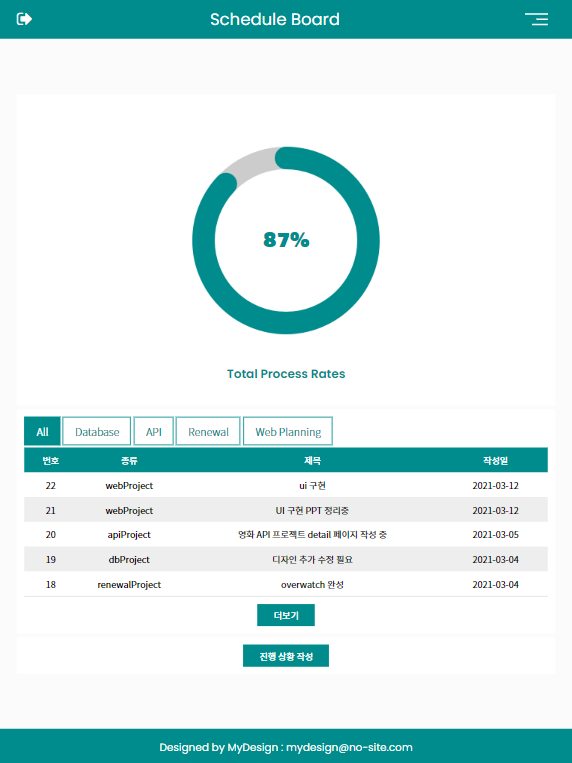 Schedule Board
87%
Total Process Rates
All Database API Renewal Web Planning
번호 종류 제목 작성일
22 webProject ui 구현 2021-03-12
21 webProject UI 구현 PPT 정리중 2021-03-12
20 apiProject 영화 API 프로젝트 detail 페이지 작성 중 2021-03-05
19 dbProject 디자인 추가 수정 필요 2021-03-04
18 renewalProject overwatch 완성 2021-03-04
더보기
진행 상황 작성
Designed by MyDesign : mydesign@no-site.com